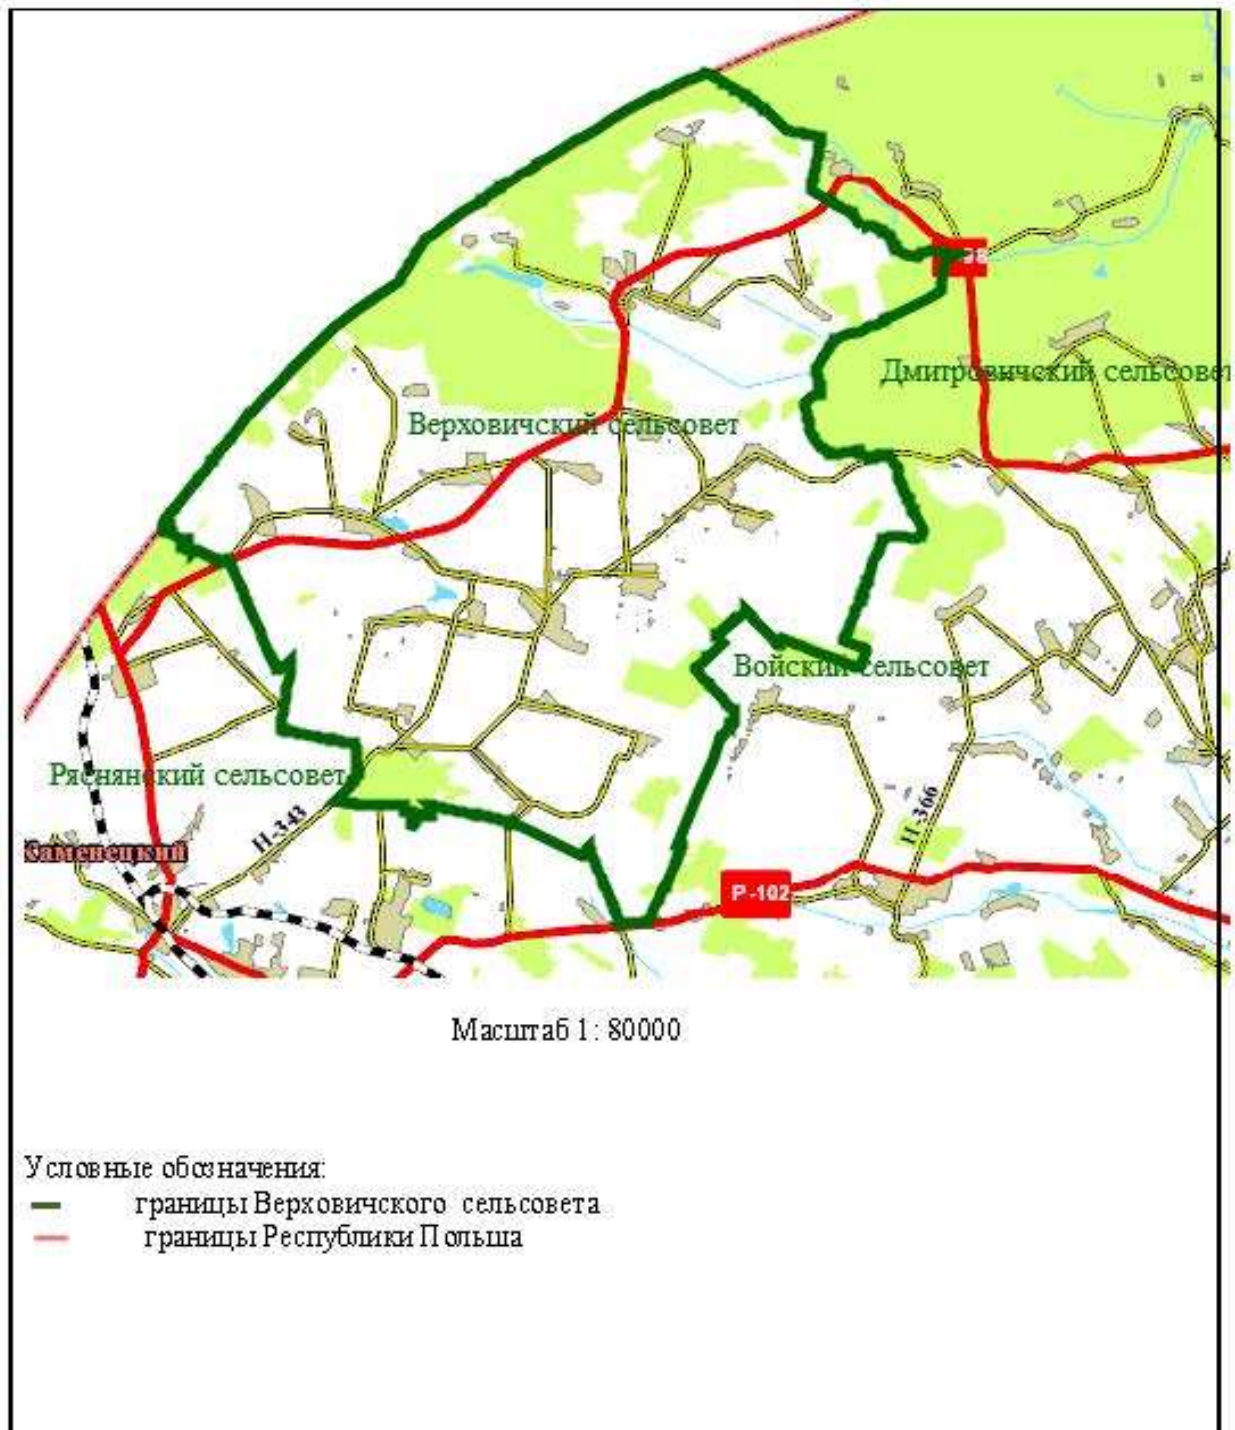 Дмитровичский сельсовет
Верховичский сельсовет
Войский сельсовет
Ряснянский сельсовет
Н-343
Н-366
Каменецкий
Р-102
Масштаб 1: 80000
Условные обозначения:
границы Верховичского сельсовета
границы Республики Польша